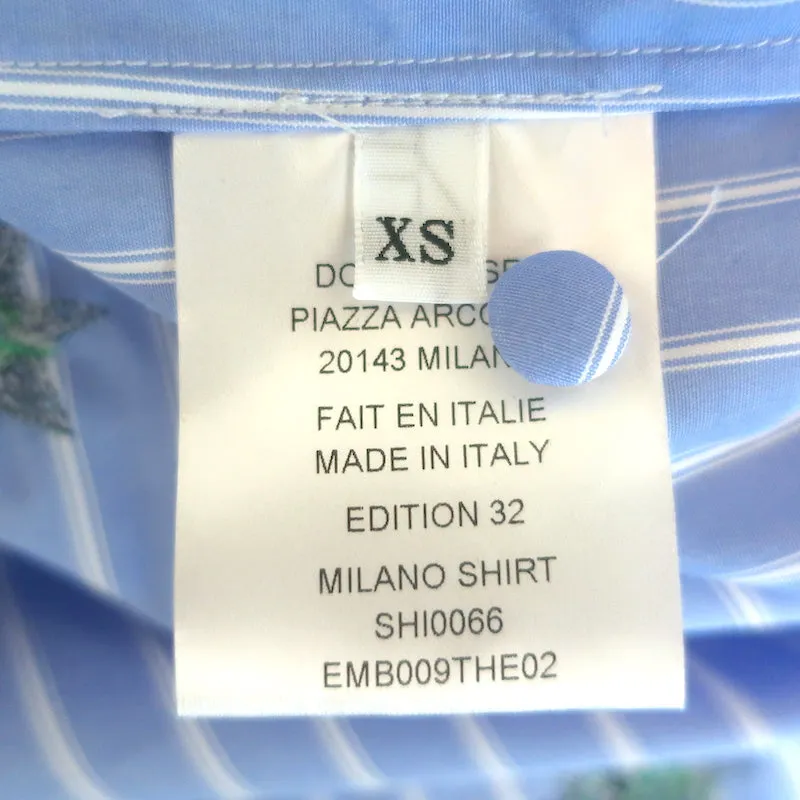 XS
20143
FAIT EN ITALIE
MADE IN ITALY
EDITION 32
MILANO SHIRT
SHI0066
EMB009THE02
PIAZZA